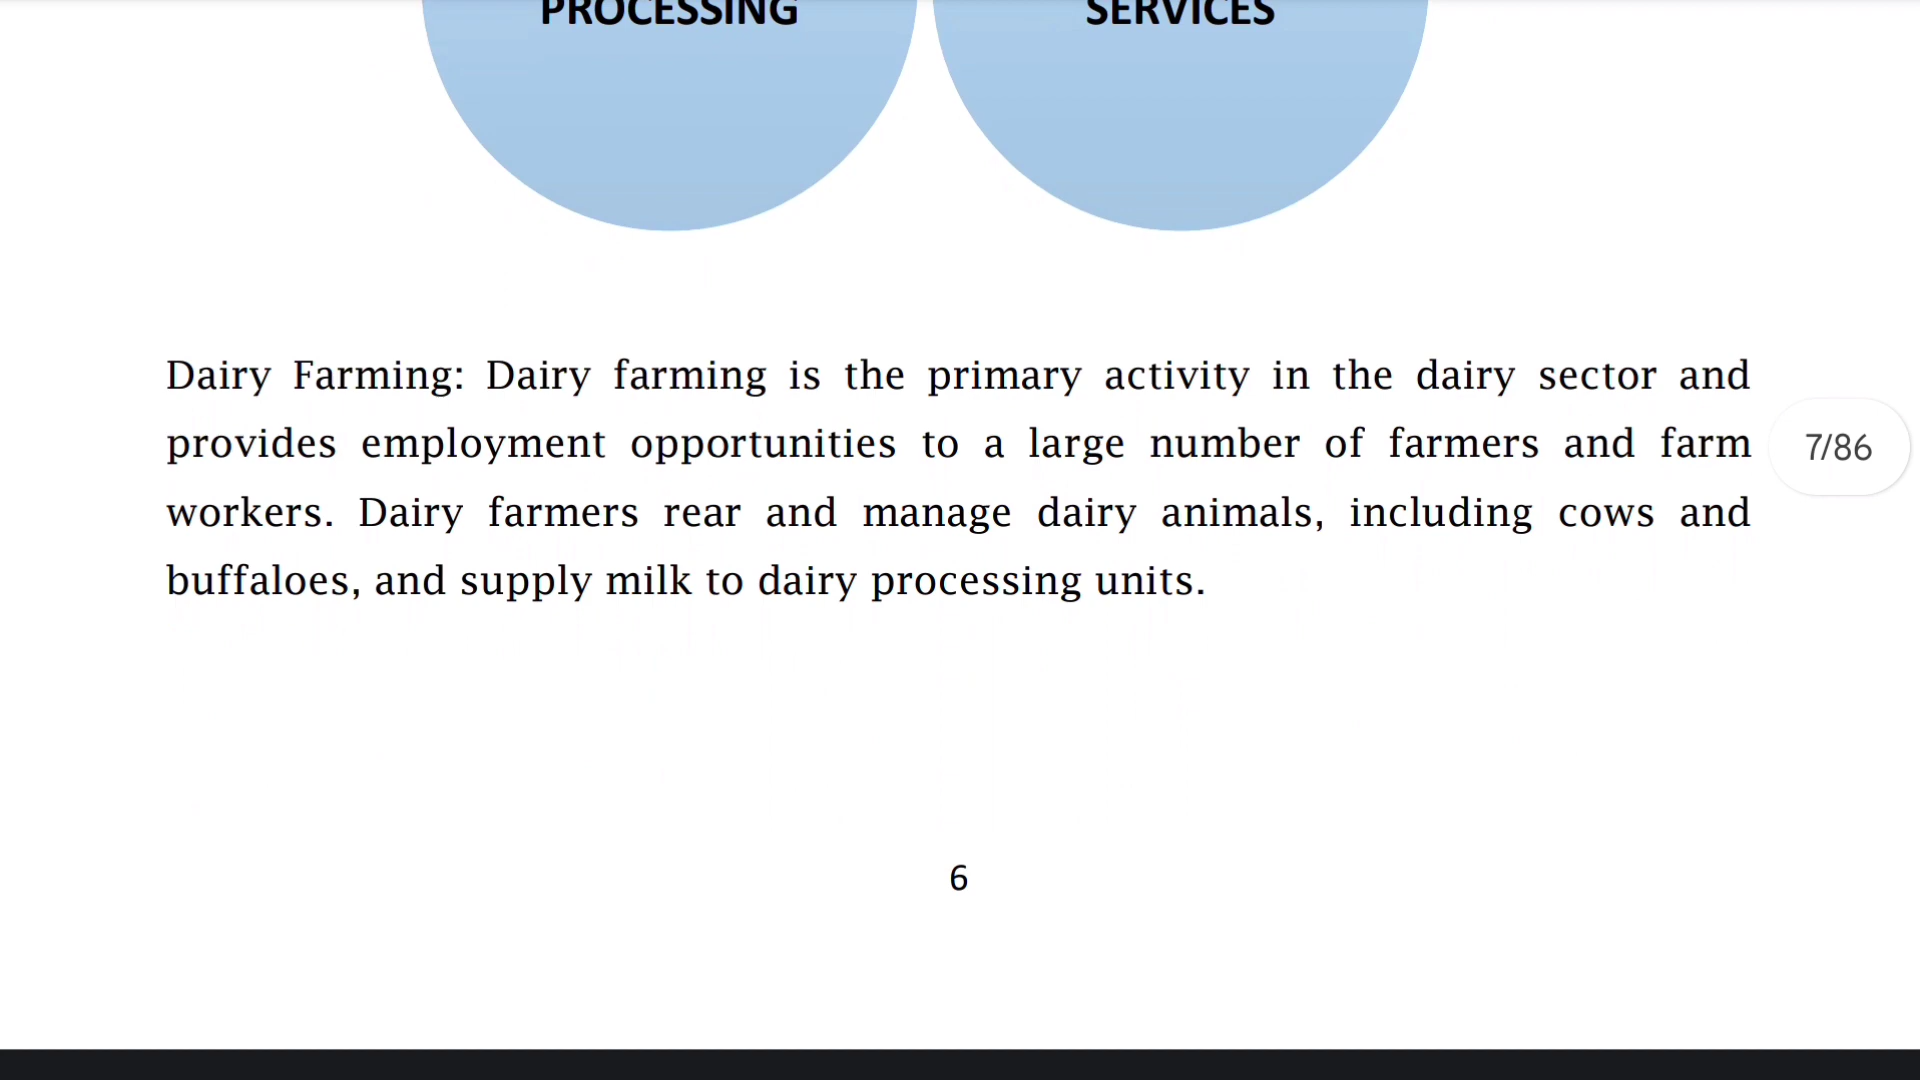 PROCESSING
SERVICES
Dairy Farming: Dairy farming is the primary activity in the dairy sector and
provides employment opportunities to a large number of farmers and farm
workers. Dairy farmers rear and manage dairy animals, including cows and
buffaloes, and supply milk to dairy processing units.
7/86
6